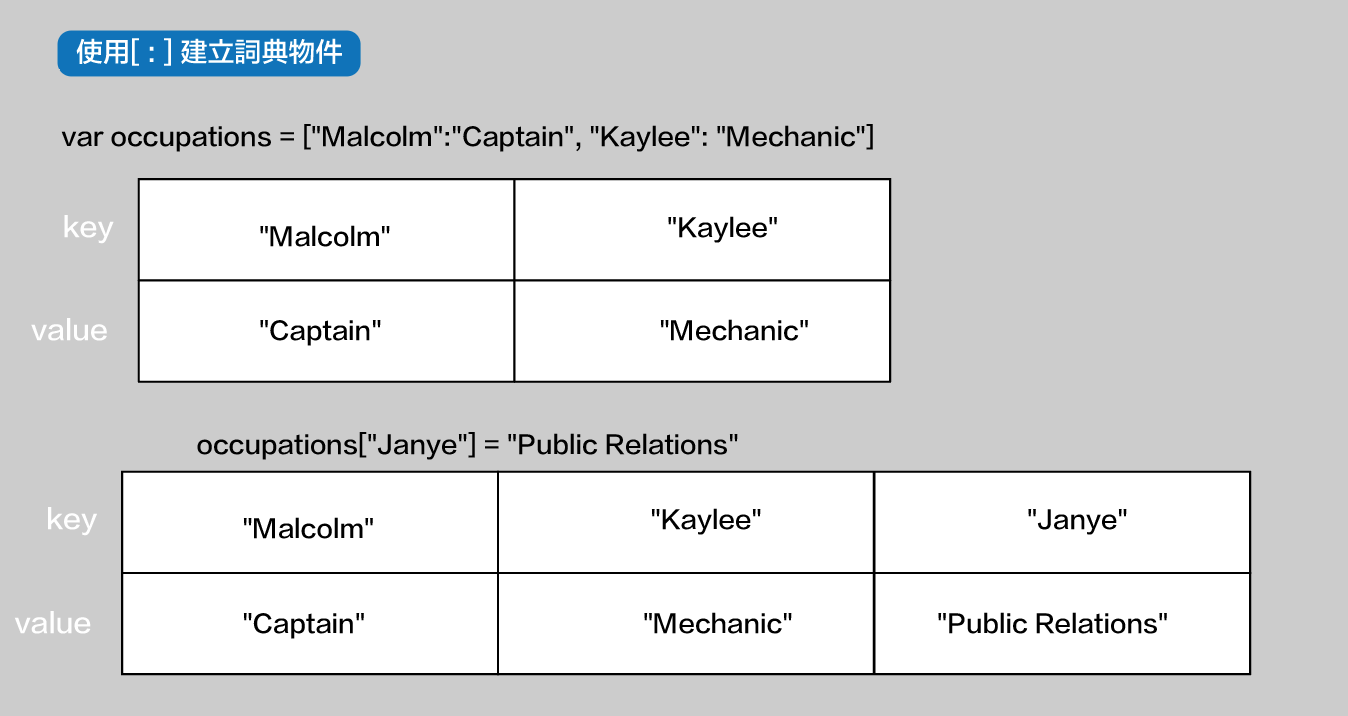 使用[ : ] 建立詞典物件
var occupations = ["Malcolm":"Captain", "Kaylee": "Mechanic"]
key "Malcolm" "Kaylee"
value "Captain" "Mechanic"
occupations["Janye"] = "Public Relations"
key "Malcolm" "Kaylee" "Janye"
value "Captain" "Mechanic" "Public Relations"